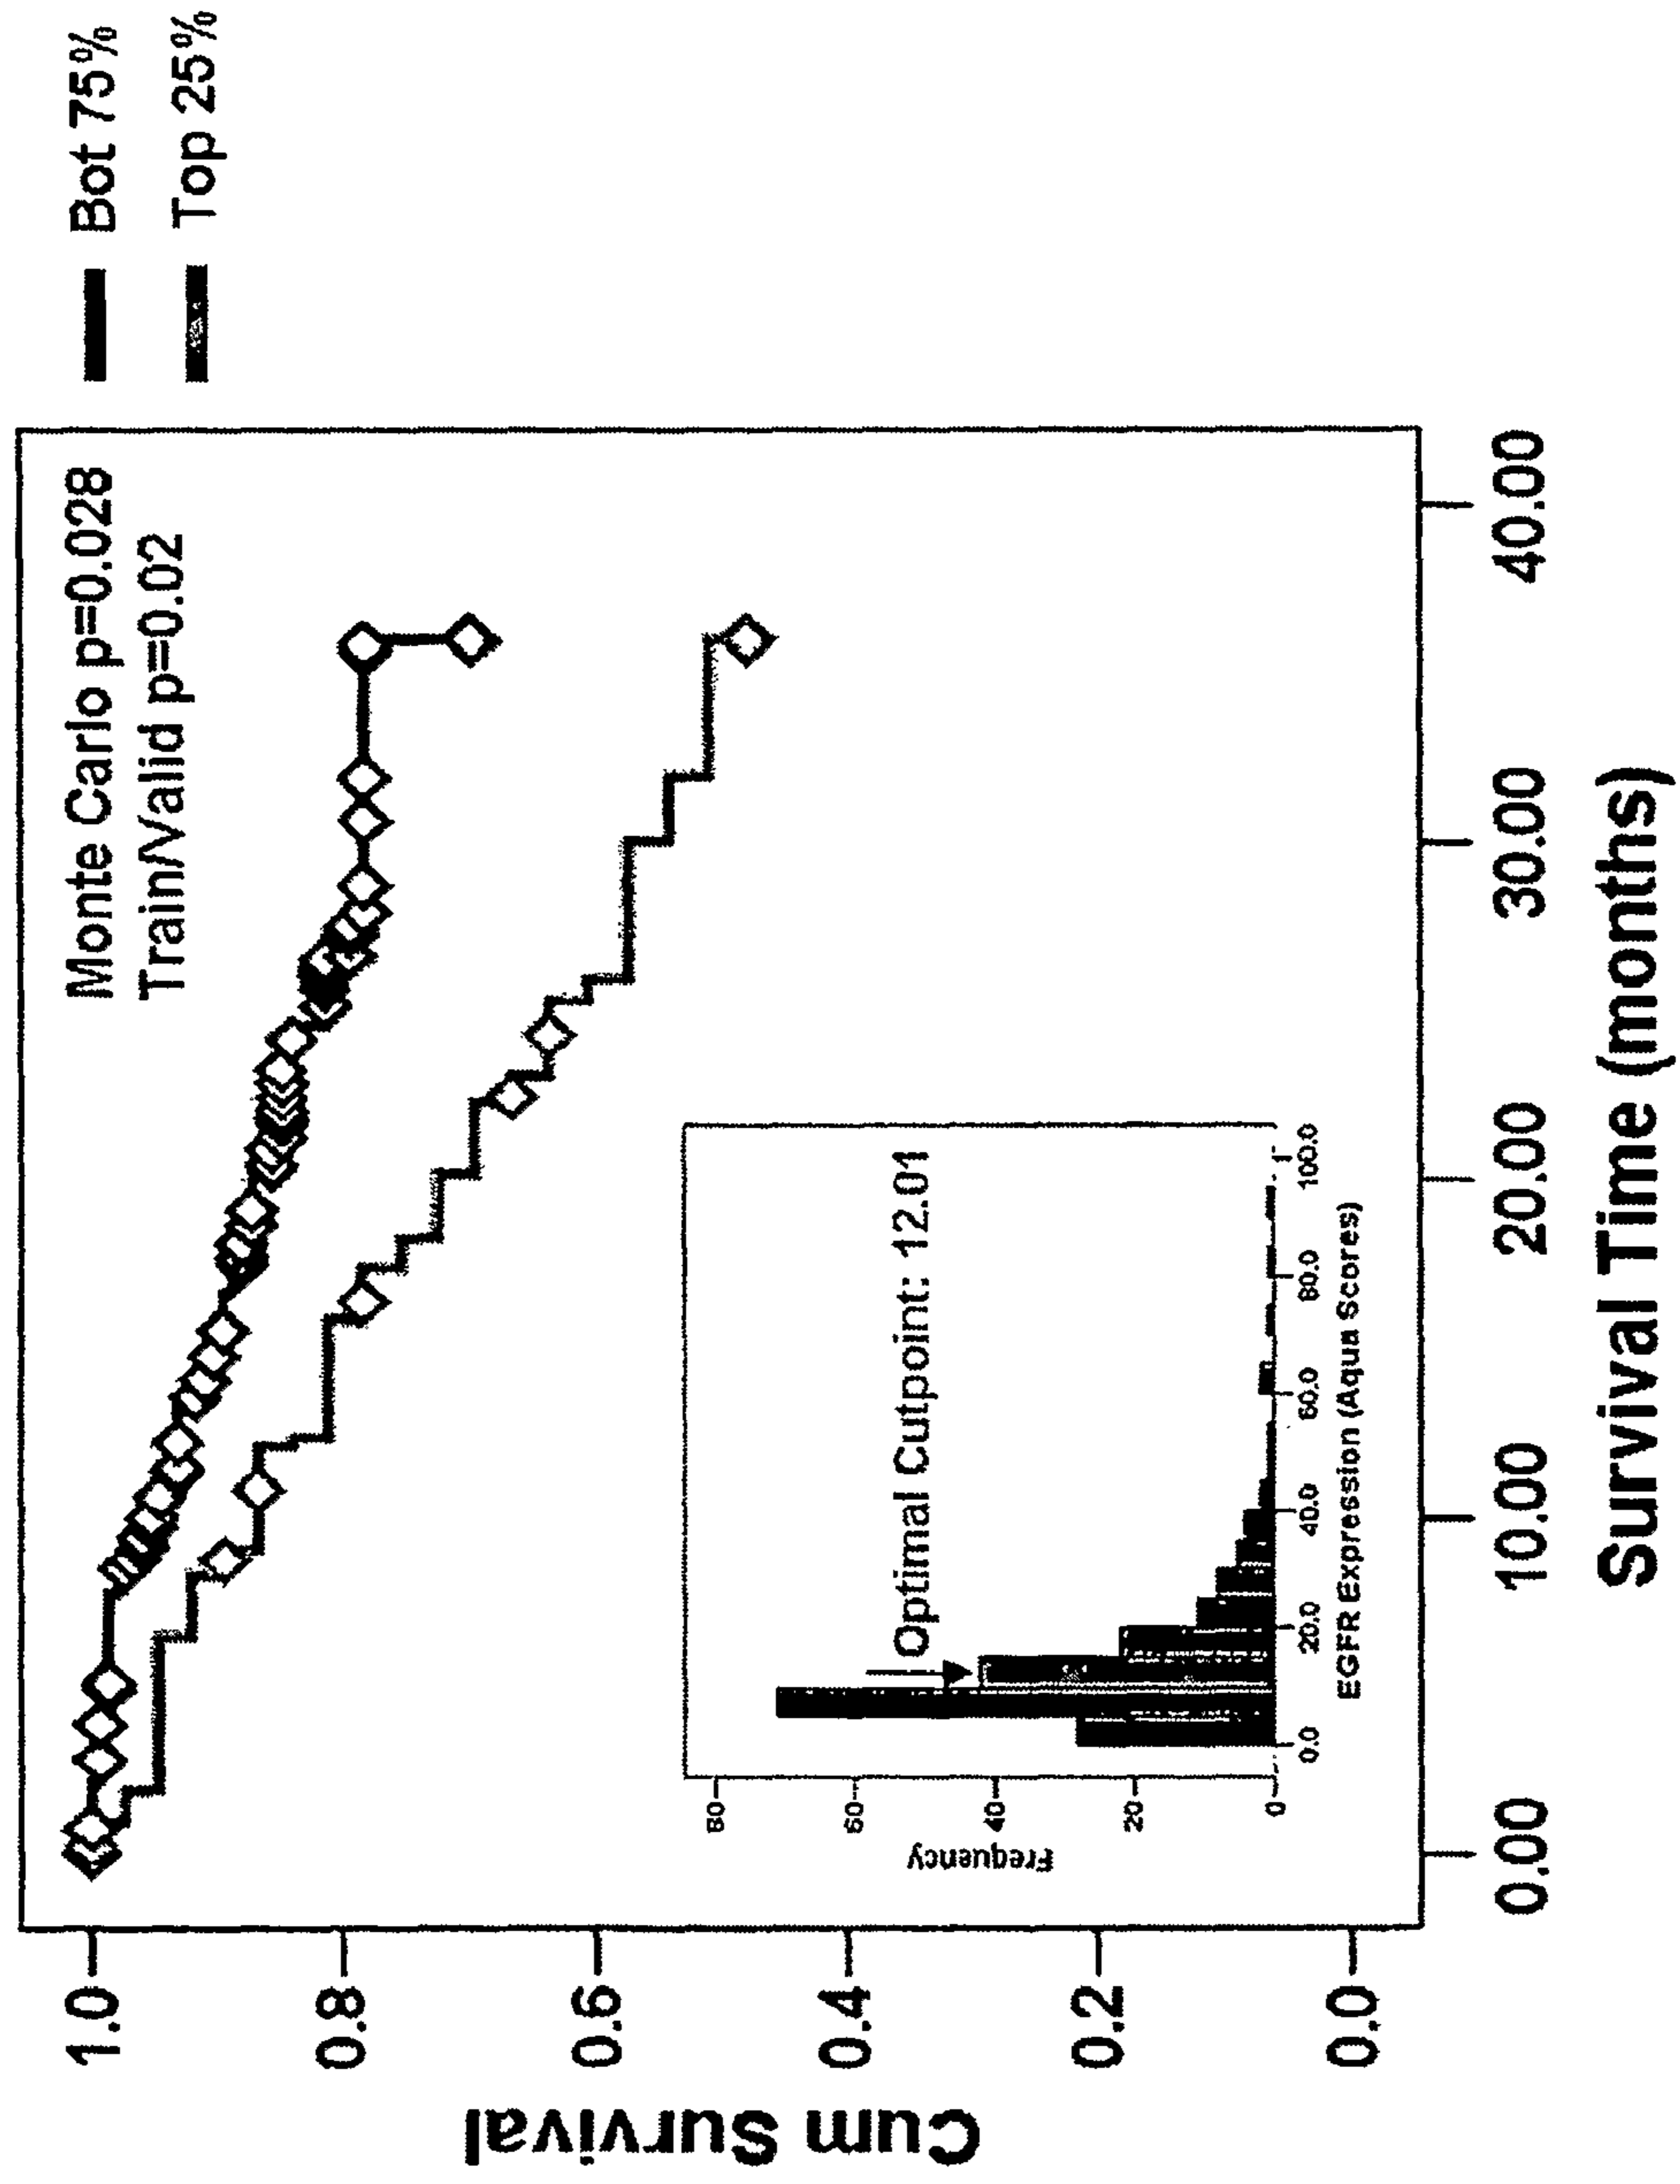 Bot 75%
Top 25%
Monte Carlo p=0.028
Train/Valid p=0.02
Cum Survival
1.0
0.8
0.6
0.4
0.2
0.0
Optimal Cutpoint: 12.01
Frequency
80
60
40
20
0
0.0
20.0
40.0
60.0
80.0
100.0
EGFR Expression (Aqua Scores)
0.00
10.00
20.00
30.00
40.00
Survival Time (months)